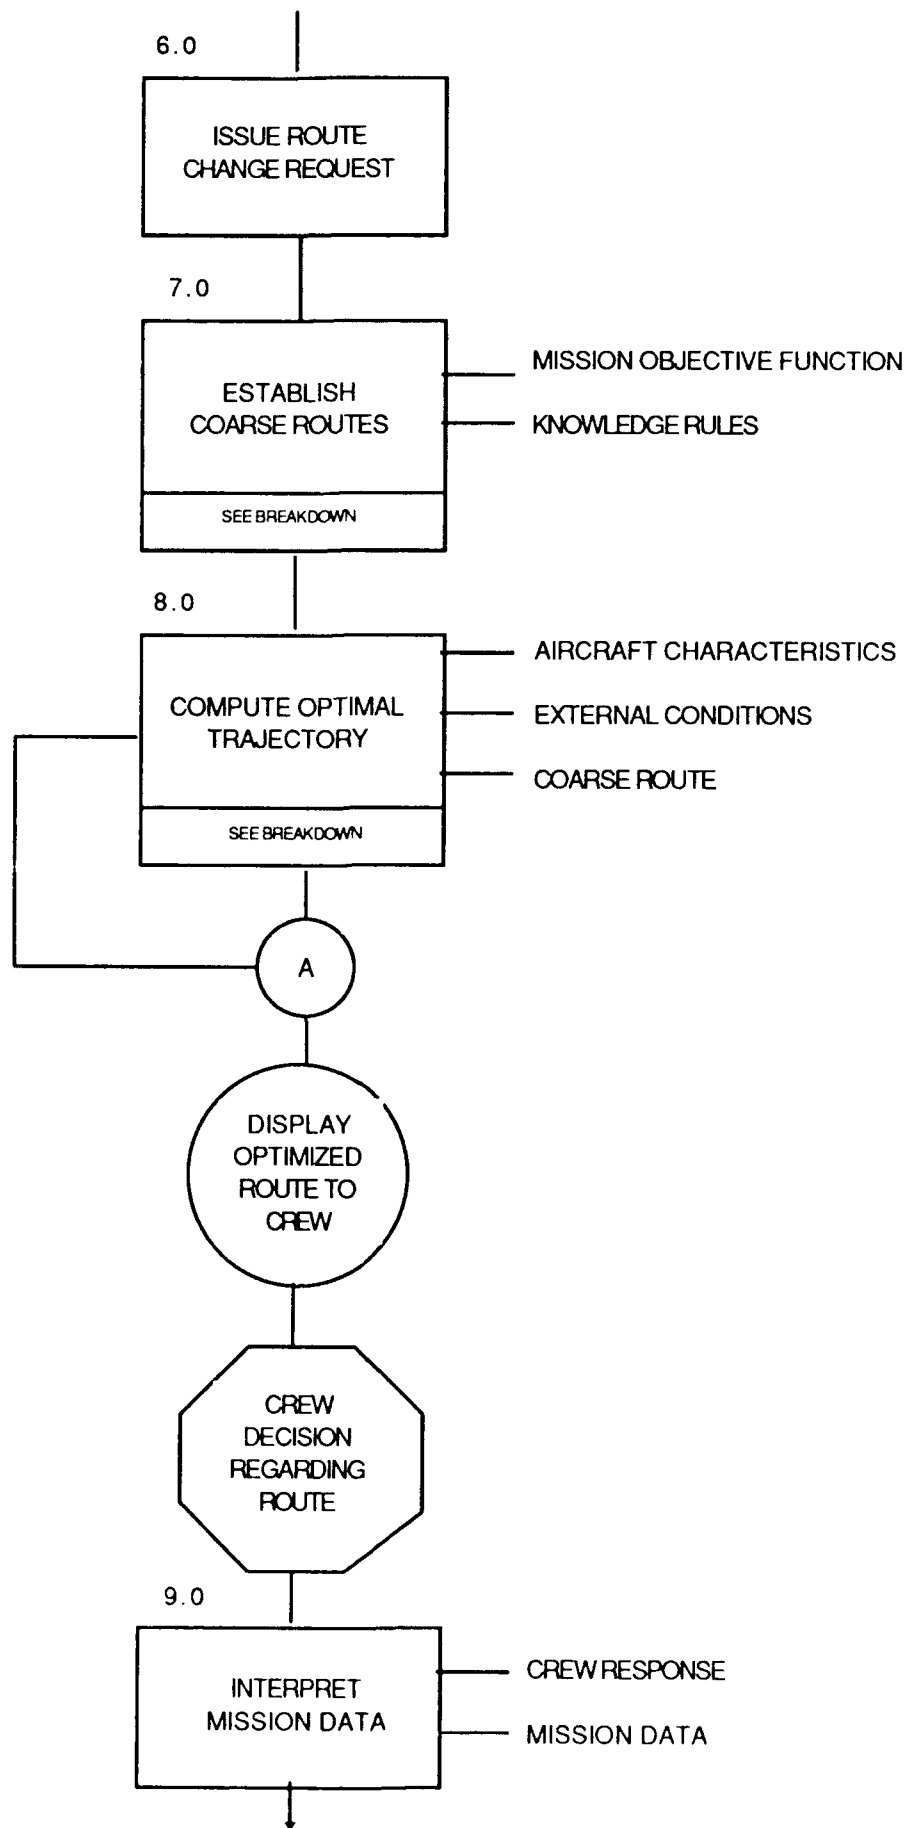 6.0
ISSUE ROUTE
CHANGE REQUEST
7.0
ESTABLISH
COARSE ROUTES
SEE BREAKDOWN
MISSION OBJECTIVE FUNCTION
KNOWLEDGE RULES
8.0
COMPUTE OPTIMAL
TRAJECTORY
SEE BREAKDOWN
AIRCRAFT CHARACTERISTICS
EXTERNAL CONDITIONS
COARSE ROUTE
A
DISPLAY
OPTIMIZED
ROUTE TO
CREW
CREW
DECISION
REGARDING
ROUTE
9.0
INTERPRET
MISSION DATA
CREW RESPONSE
MISSION DATA